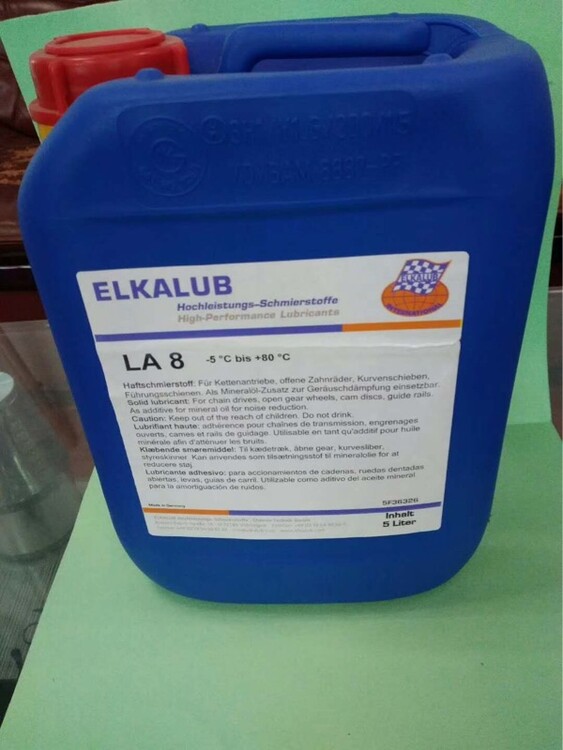 ELKALUB
Hochleistungs-Schmierstoffe
High-Performance Lubricants
ELKALUB
INTERNATIONAL
LA 8 -5 °C bis +80 °C
Haftschmierstoff: Für Kettenantriebe, offene Zahnräder, Kurvenschieben,
Führungsschienen. Als Mineralöl-Zusatz zur Geräuschdämpfung einsetzbar.
Solid lubricant: For chain drives, open gear wheels, cam discs, guide rails.
As additive for mineral oil for noise reduction.
Caution: Keep out of the reach of children. Do not drink.
Lubrifiant haute: adhérence pour chaînes de transmission, engrenages
ouverts, cames et rails de guidage. Utilisable en tant qu'additif pour huile
minérale afin d'atténuer les bruits.
Klæbende smøremiddel: Til kædetræk, åbne gear, kurvesliber,
styreskinner. Kan anvendes som tilsætningsstof til mineralolie for at
reducere støj.
Lubricante adhesivo: para accionamientos de cadenas, ruedas dentadas
abiertas, levas, guías de carril. Utilizable como aditivo del aceite mineral
para la amortiguación de ruidos.
SF36326
Made in Germany
Inhalt
5 Liter